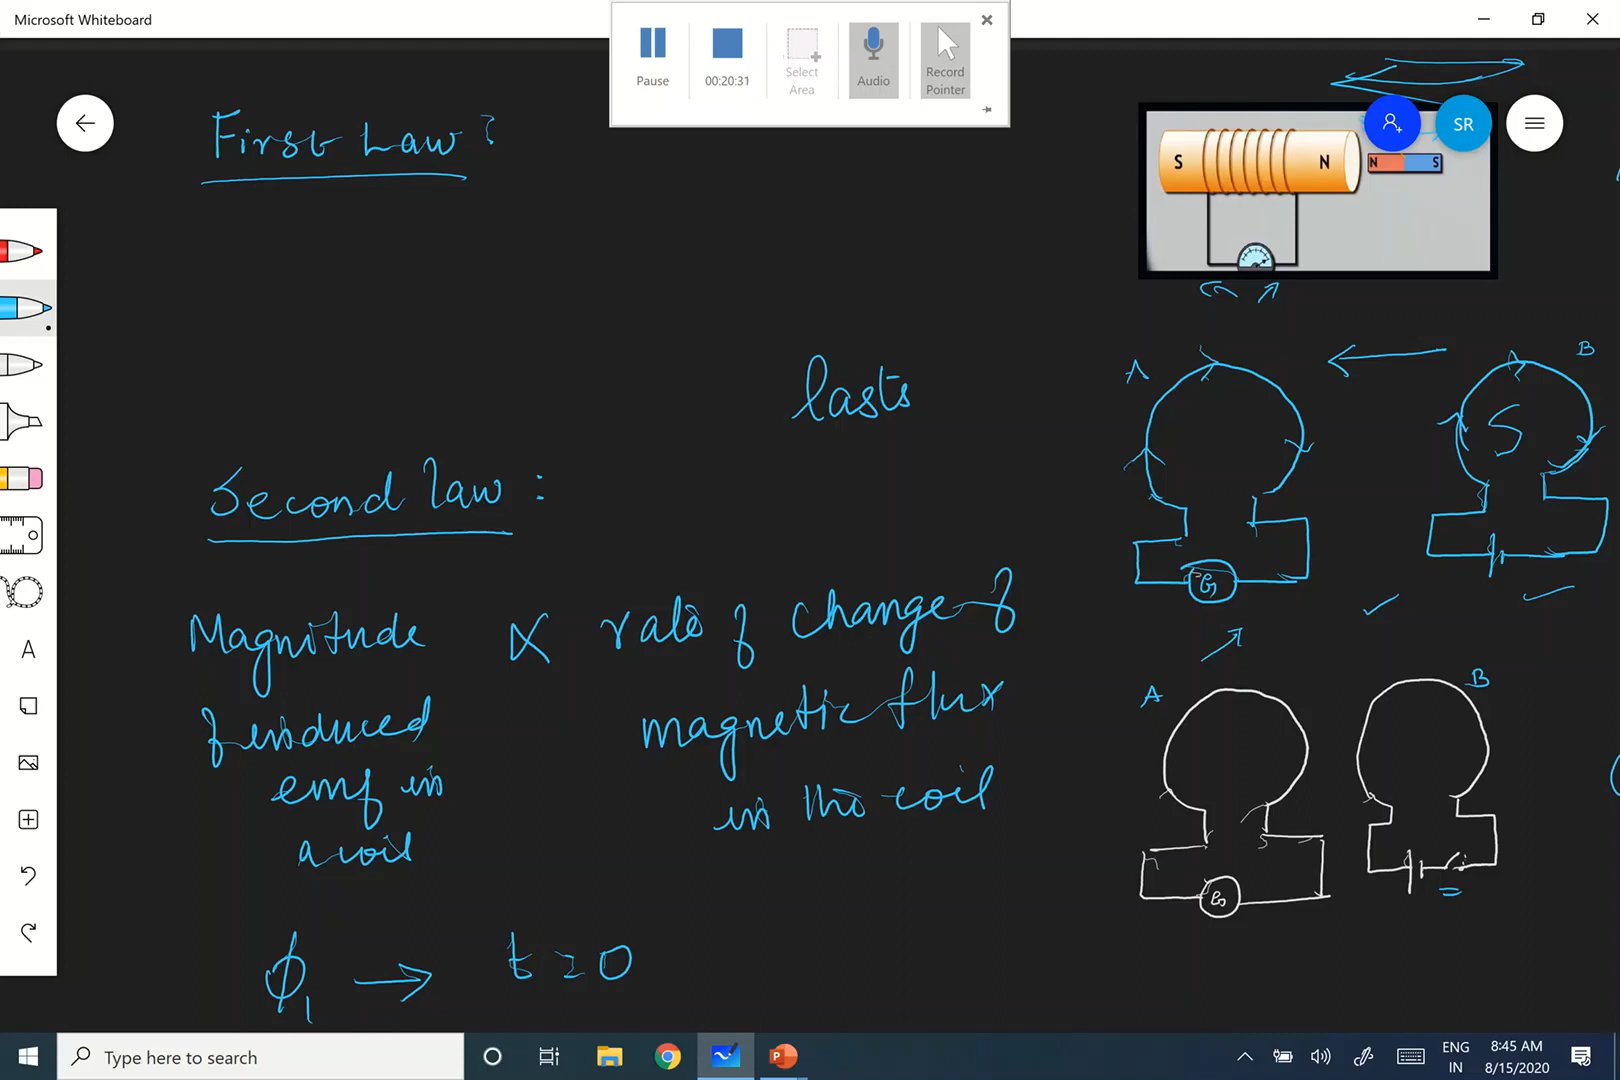 Microsoft Whiteboard
Pause
00:20:31
Select Area
Audio
Record Pointer
First Law:
SR
S N
N S
lasts
A
B
S
Second law:
G
Magnitude ∝ rate of change of
of induced magnetic flux
emf in in the coil
a coil
A
B
G
ϕ1 → t = 0
A
Type here to search
ENG
IN
8:45 AM
8/15/2020